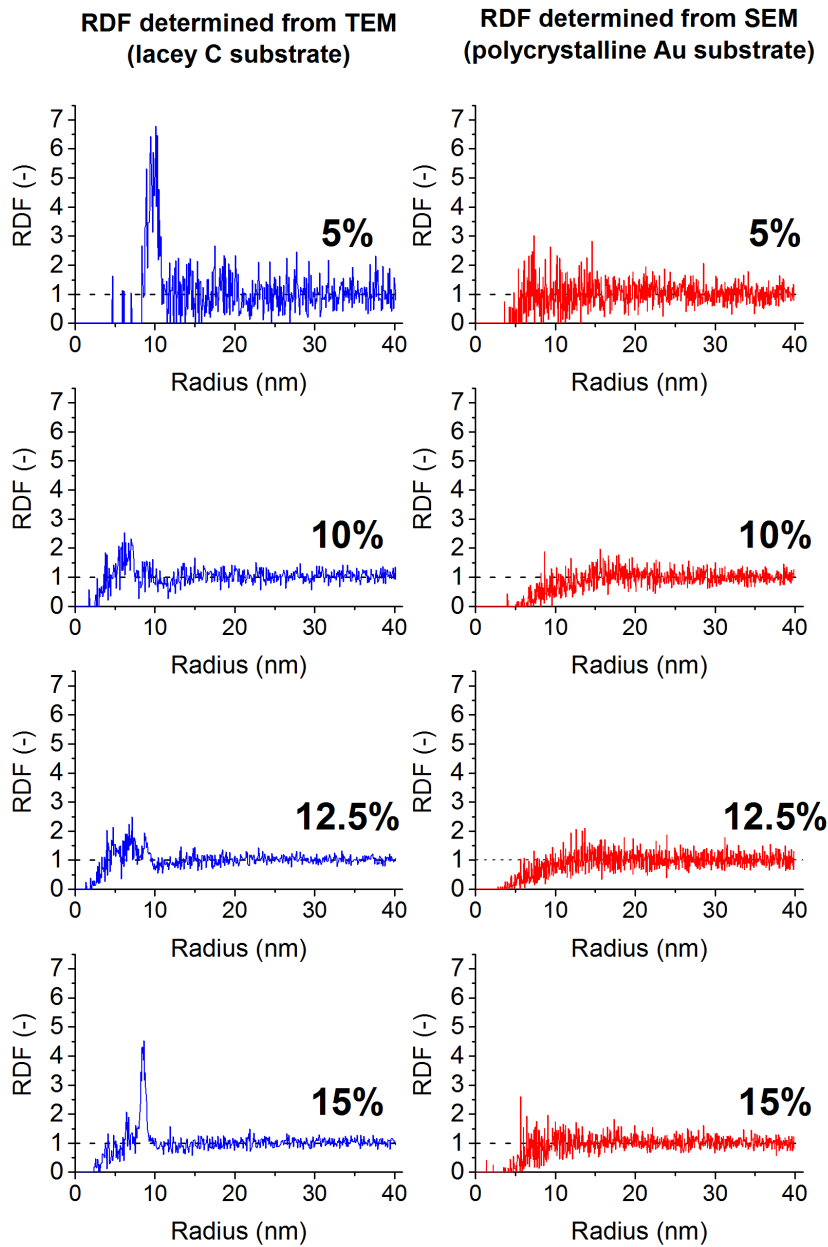 RDF determined from TEM
(lacey C substrate)
RDF determined from SEM
(polycrystalline Au substrate)
RDF (-)
7
6
5
4
3
2
1
0
5%
0 10 20 30 40
Radius (nm)
RDF (-)
7
6
5
4
3
2
1
0
5%
0 10 20 30 40
Radius (nm)
RDF (-)
7
6
5
4
3
2
1
0
10%
0 10 20 30 40
Radius (nm)
RDF (-)
7
6
5
4
3
2
1
0
10%
0 10 20 30 40
Radius (nm)
RDF (-)
7
6
5
4
3
2
1
0
12.5%
0 10 20 30 40
Radius (nm)
RDF (-)
7
6
5
4
3
2
1
0
12.5%
0 10 20 30 40
Radius (nm)
RDF (-)
7
6
5
4
3
2
1
0
15%
0 10 20 30 40
Radius (nm)
RDF (-)
7
6
5
4
3
2
1
0
15%
0 10 20 30 40
Radius (nm)